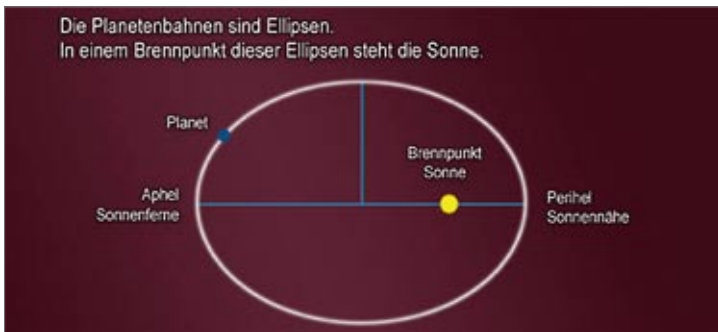 Die Planetenbahnen sind Ellipsen.
In einem Brennpunkt dieser Ellipsen steht die Sonne.
Planet
Brennpunkt
Sonne
Aphel
Sonnenferne
Perihel
Sonnennähe